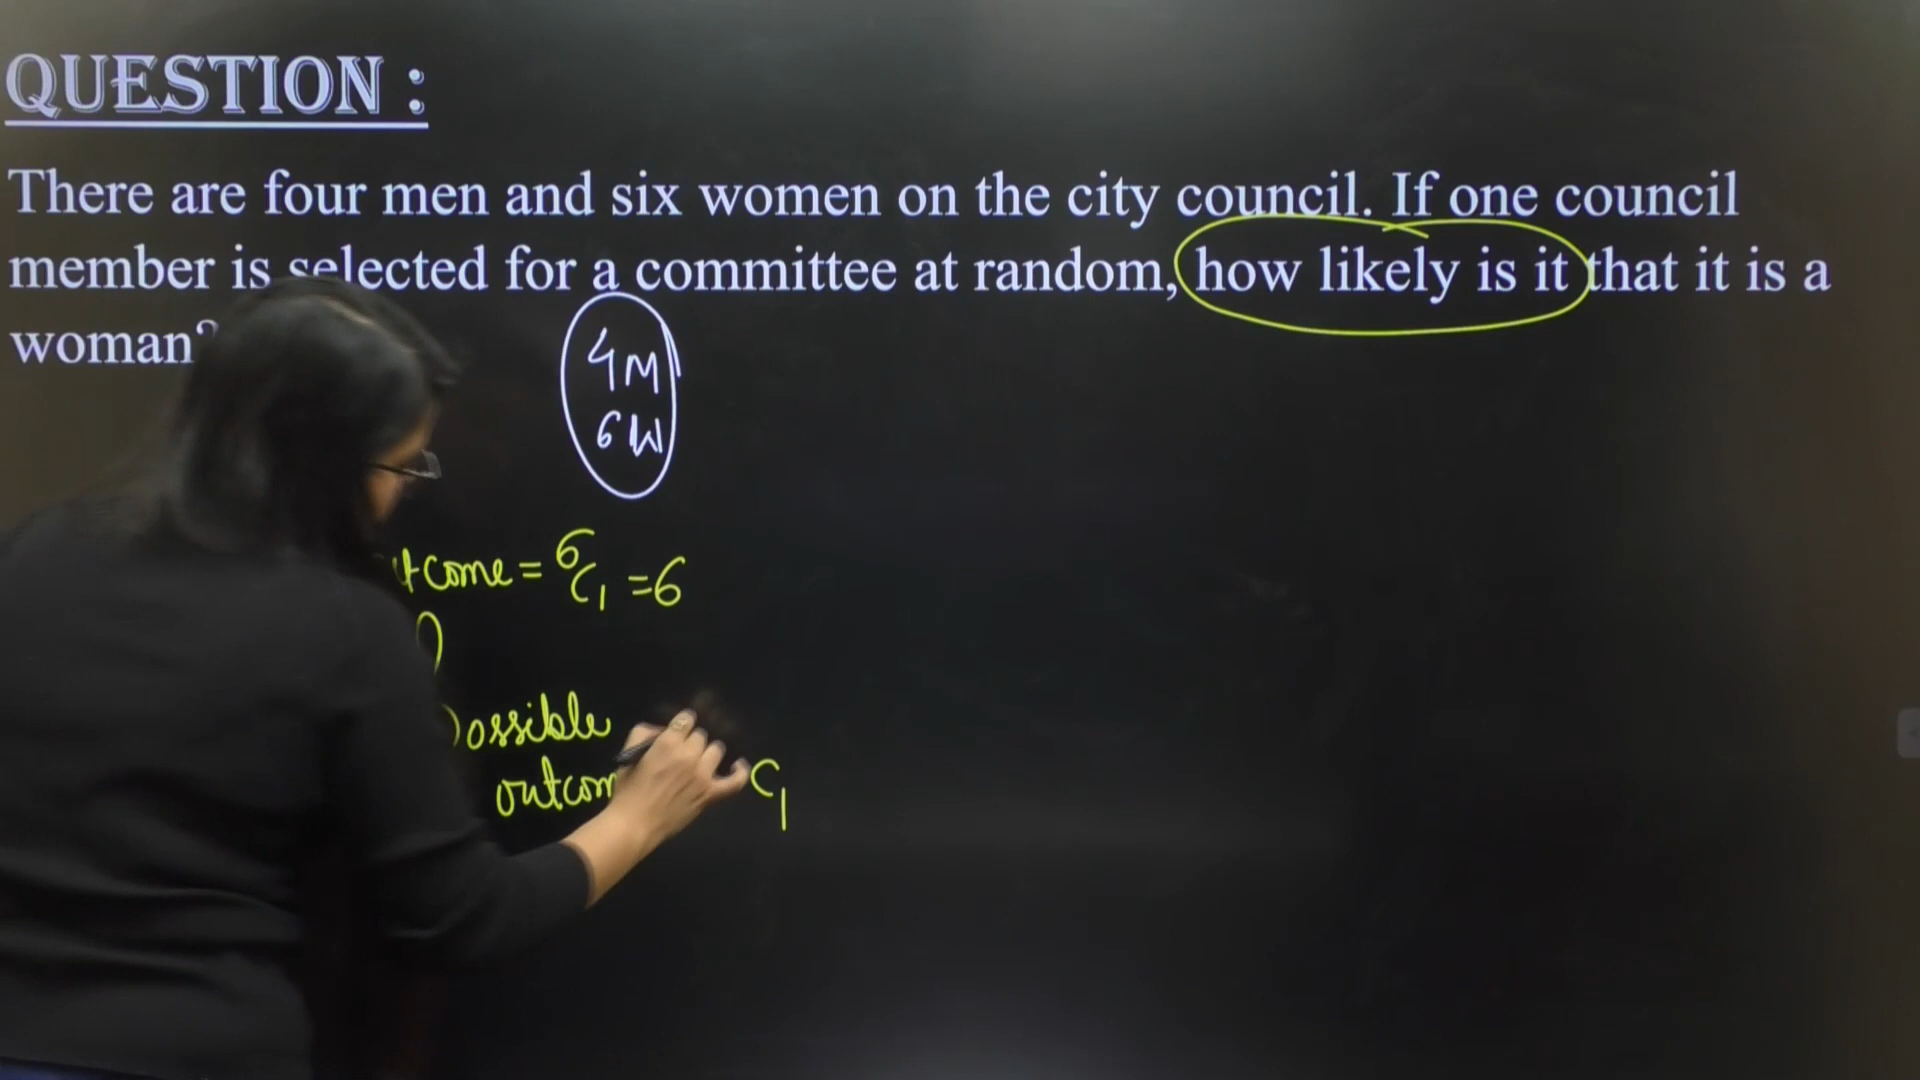 QUESTION :
There are four men and six women on the city council. If one council
member is selected for a committee at random, how likely is it that it is a
woman?
4M
6W
tcome = ⁶C₁ = 6
ossible
outcom C₁